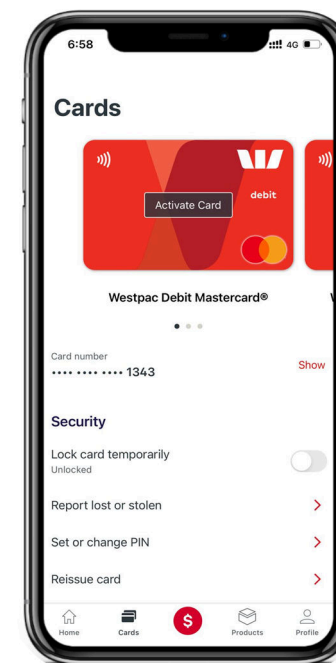 6:58
4G
Cards
debit
Activate Card
Westpac Debit Mastercard®
Card number
•••• •••• •••• 1343
Show
Security
Lock card temporarily
Unlocked
Report lost or stolen
Set or change PIN
Reissue card
$
Home
Cards
Products
Profile